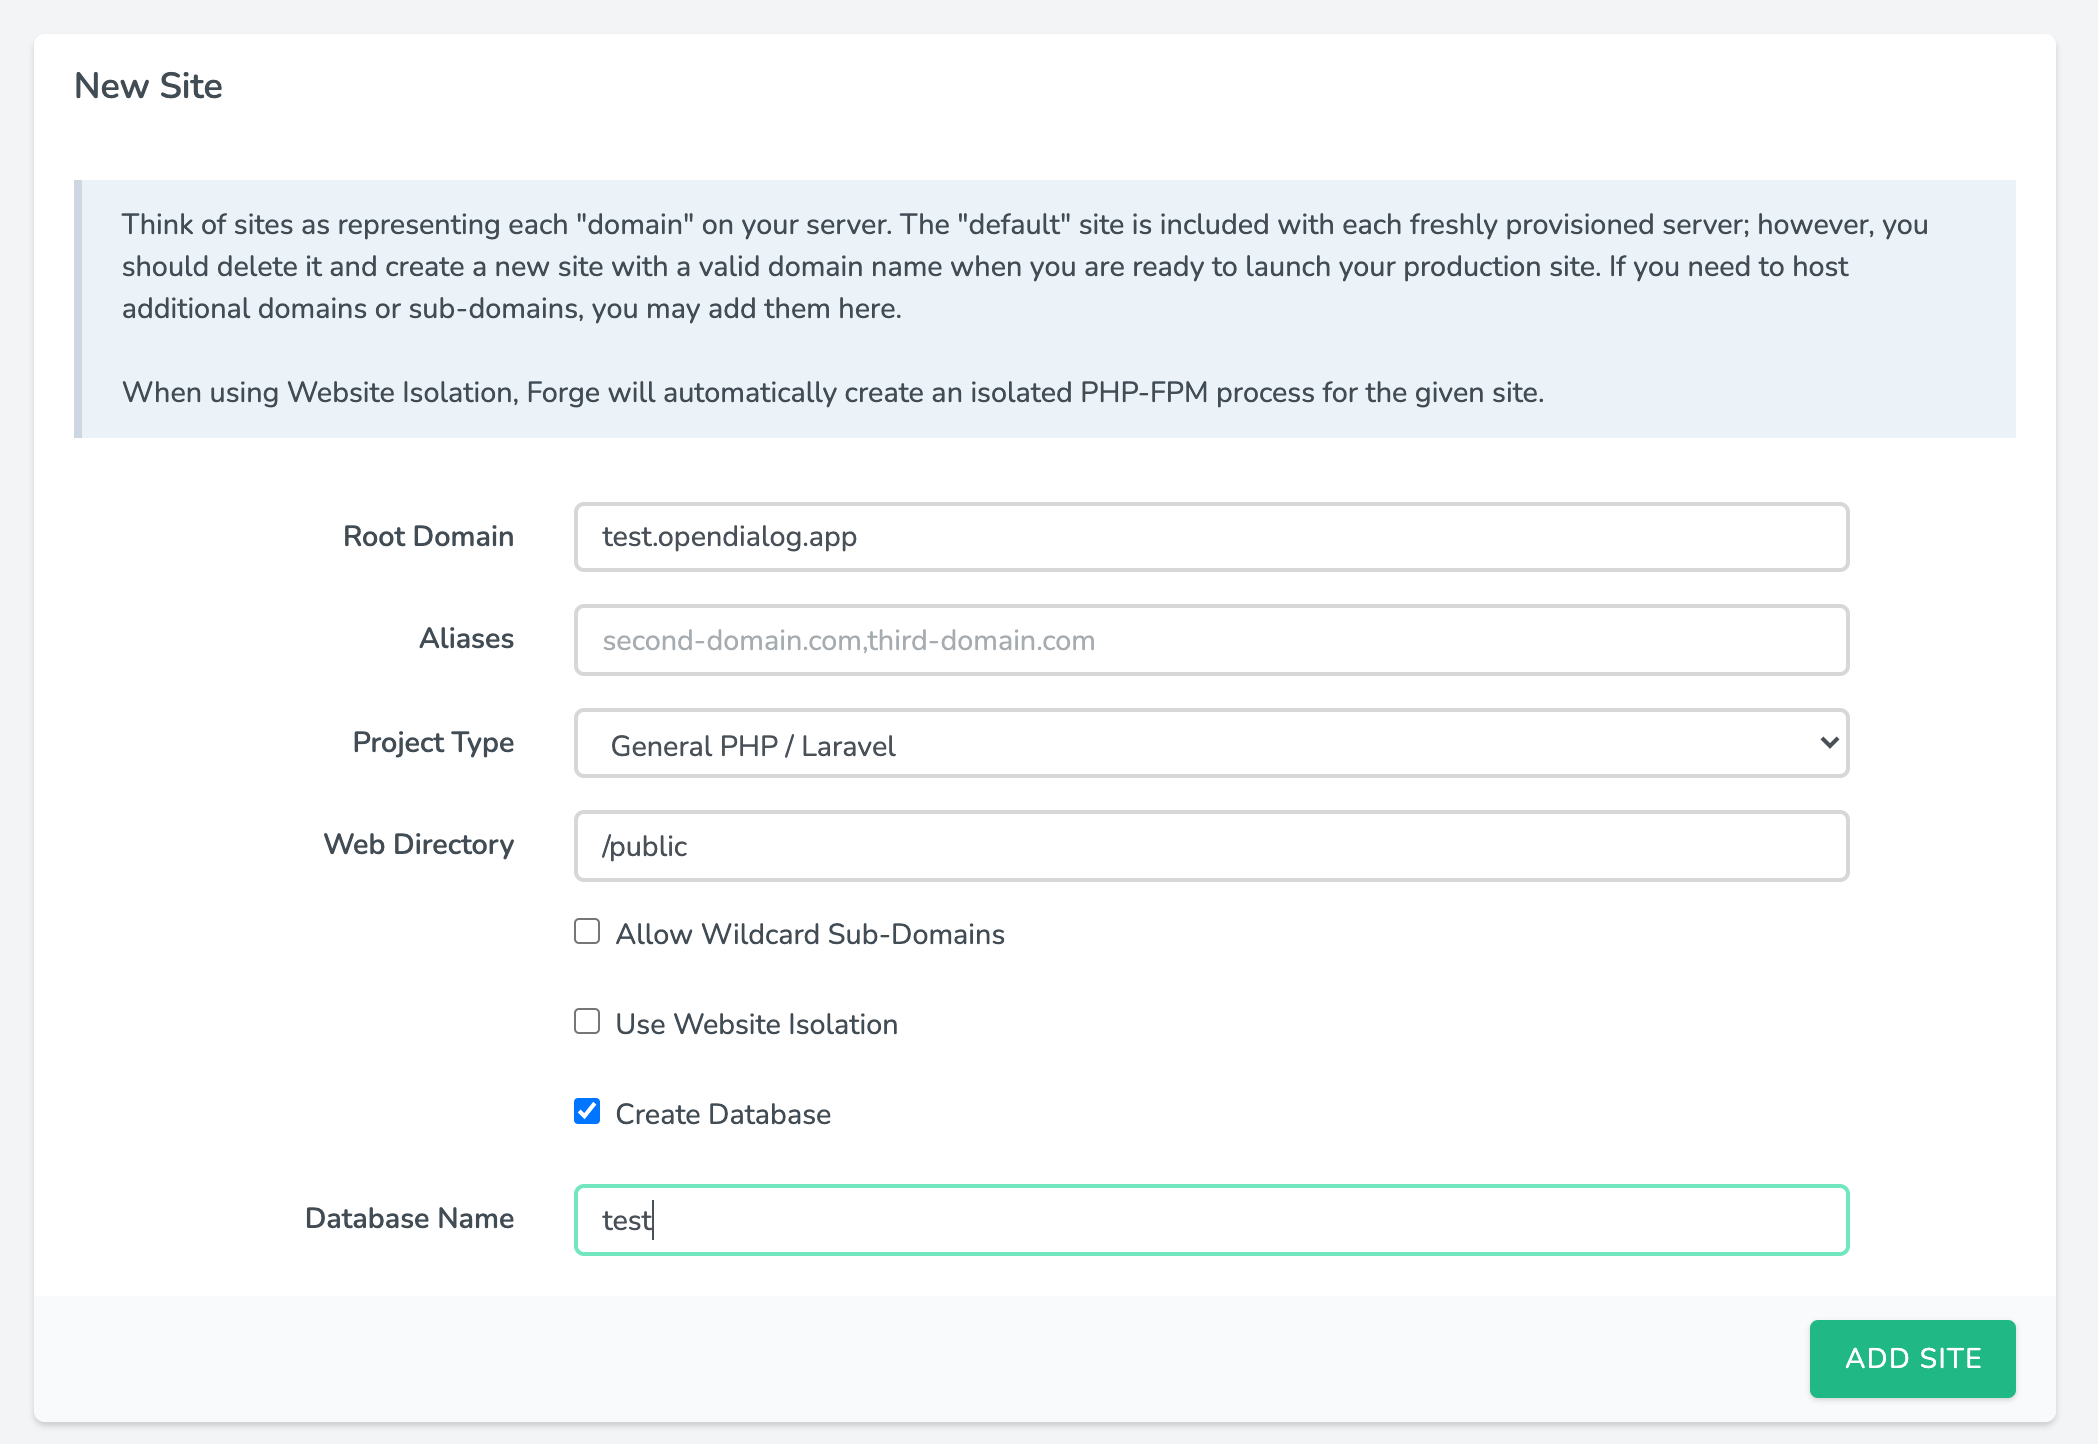 New Site
Think of sites as representing each "domain" on your server. The "default" site is included with each freshly provisioned server; however, you
should delete it and create a new site with a valid domain name when you are ready to launch your production site. If you need to host
additional domains or sub-domains, you may add them here.
When using Website Isolation, Forge will automatically create an isolated PHP-FPM process for the given site.
Root Domain test.opendialog.app
Aliases second-domain.com,third-domain.com
Project Type General PHP / Laravel
Web Directory /public
Allow Wildcard Sub-Domains
Use Website Isolation
Create Database
Database Name test
ADD SITE